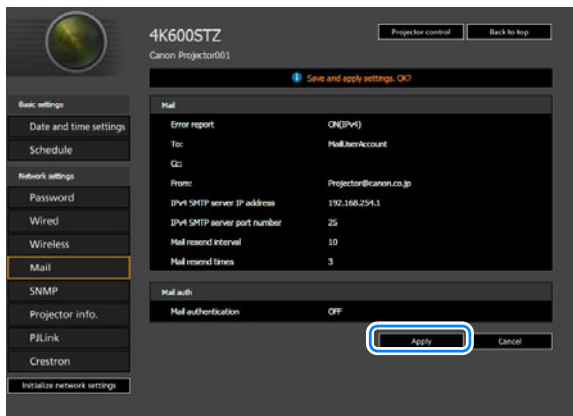 4K600STZ
Projector control
Back to top
Canon Projector001
Save and apply settings, OK?
Basic settings
Date and time settings
Schedule
Network settings
Password
Wired
Wireless
Mail
SNMP
Projector info.
PJLink
Crestron
Initialize network settings
Mail
Error report ON(IPv4)
To: MailUserAccount
Cc:
From: Projector@canon.co.jp
IPv4 SMTP server IP address 192.168.254.1
IPv4 SMTP server port number 25
Mail resend interval 10
Mail resend times 3
Mail auth
Mail authentication OFF
Apply
Cancel